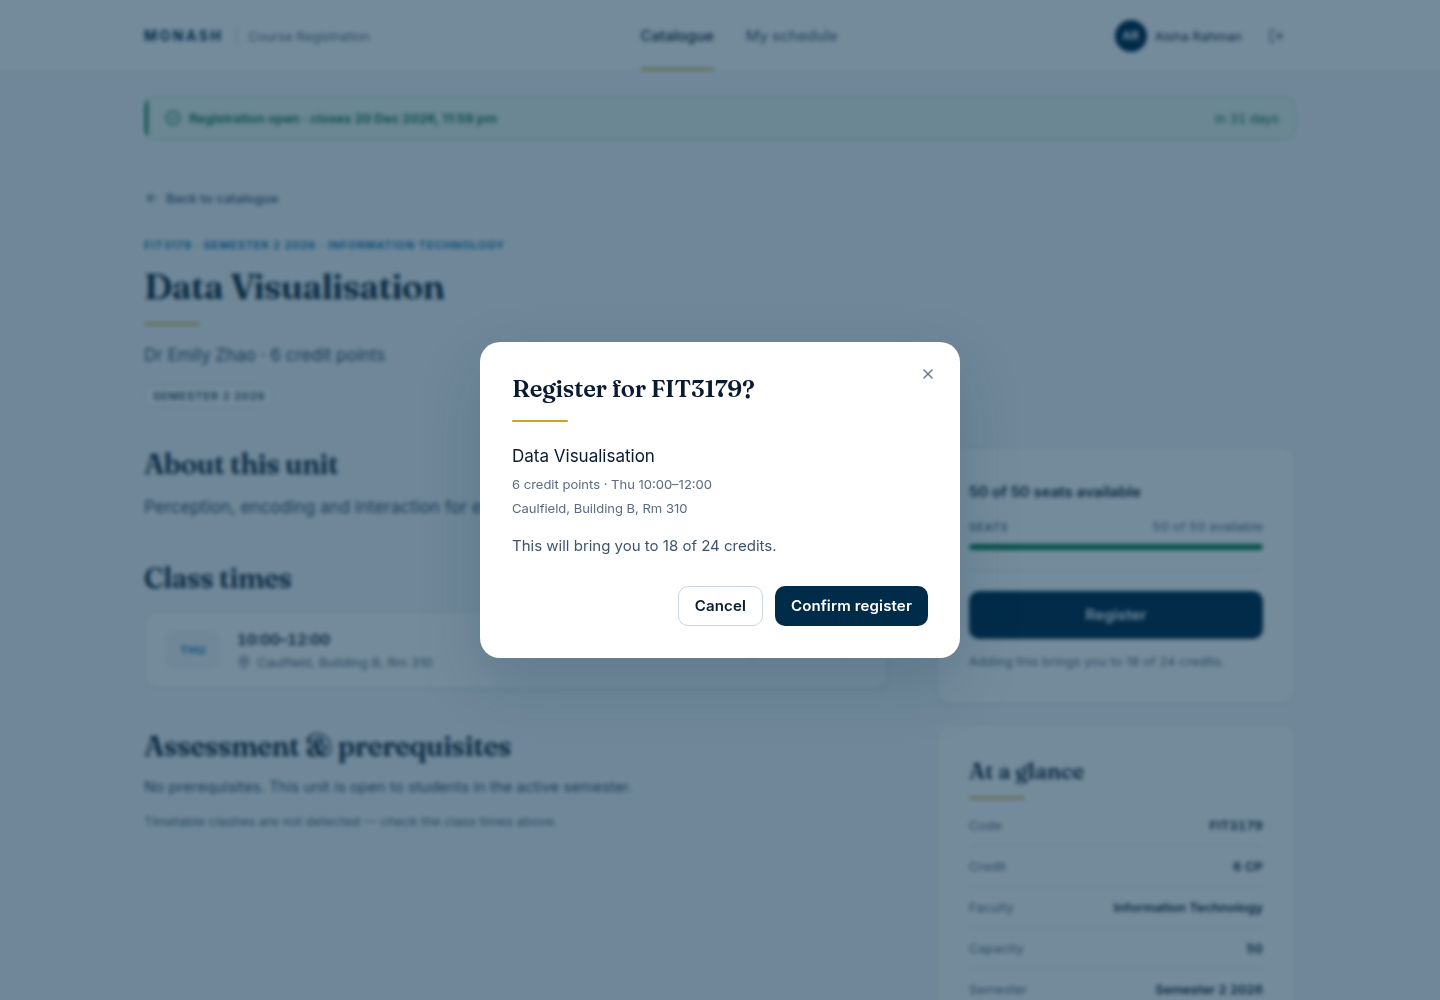 MONASH
Course Registration
Catalogue
My schedule
AR
Aisha Rahman
Registration open · closes 20 Dec 2026, 11:59 pm
in 31 days
Back to catalogue
FIT3179 · SEMESTER 2 2026 · INFORMATION TECHNOLOGY
Data Visualisation
Dr Emily Zhao · 6 credit points
SEMESTER 2 2026
About this unit
Perception, encoding and interaction for
Class times
THU
10:00–12:00
Caulfield, Building B, Rm 310
Assessment & prerequisites
No prerequisites. This unit is open to students in the active semester.
Timetable clashes are not detected — check the class times above.
Register for FIT3179?
Data Visualisation
6 credit points · Thu 10:00–12:00
Caulfield, Building B, Rm 310
This will bring you to 18 of 24 credits.
Cancel
Confirm register
50 of 50 seats available
SEATS
50 of 50 available
Register
Adding this brings you to 18 of 24 credits.
At a glance
Code
FIT3179
Credit
6 CP
Faculty
Information Technology
Capacity
50
Semester
Semester 2 2026